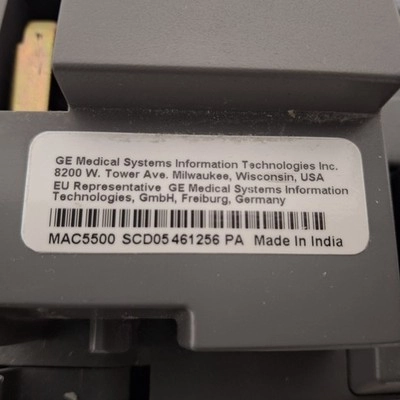 GE Medical Systems Information Technologies Inc.
8200 W. Tower Ave. Milwaukee, Wisconsin, USA
EU Representative GE Medical Systems Information
Technologies, GmbH, Freiburg, Germany
MAC5500 SCD05461256 PA Made In India